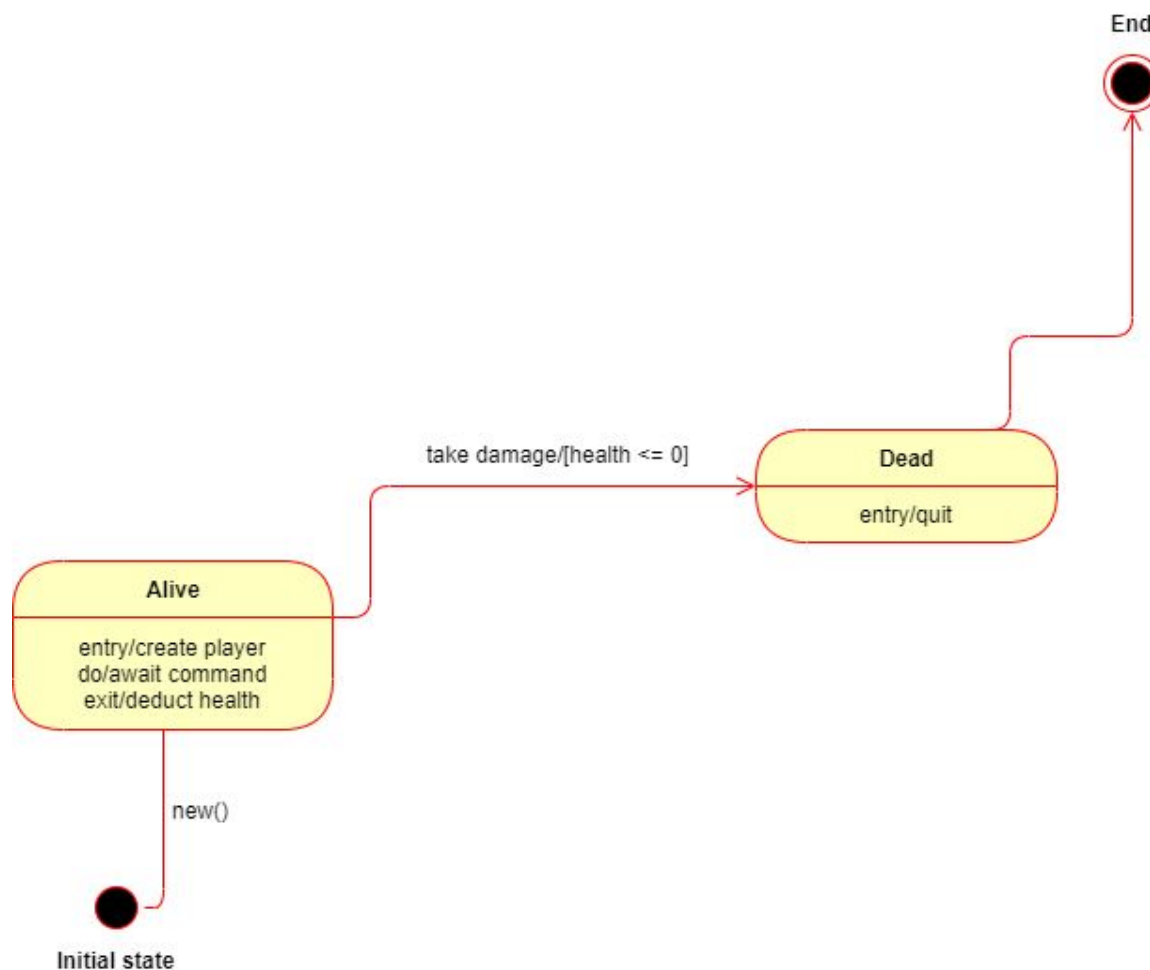 End
take damage/[health <= 0]
Dead
entry/quit
Alive
entry/create player
do/await command
exit/deduct health
new()
Initial state